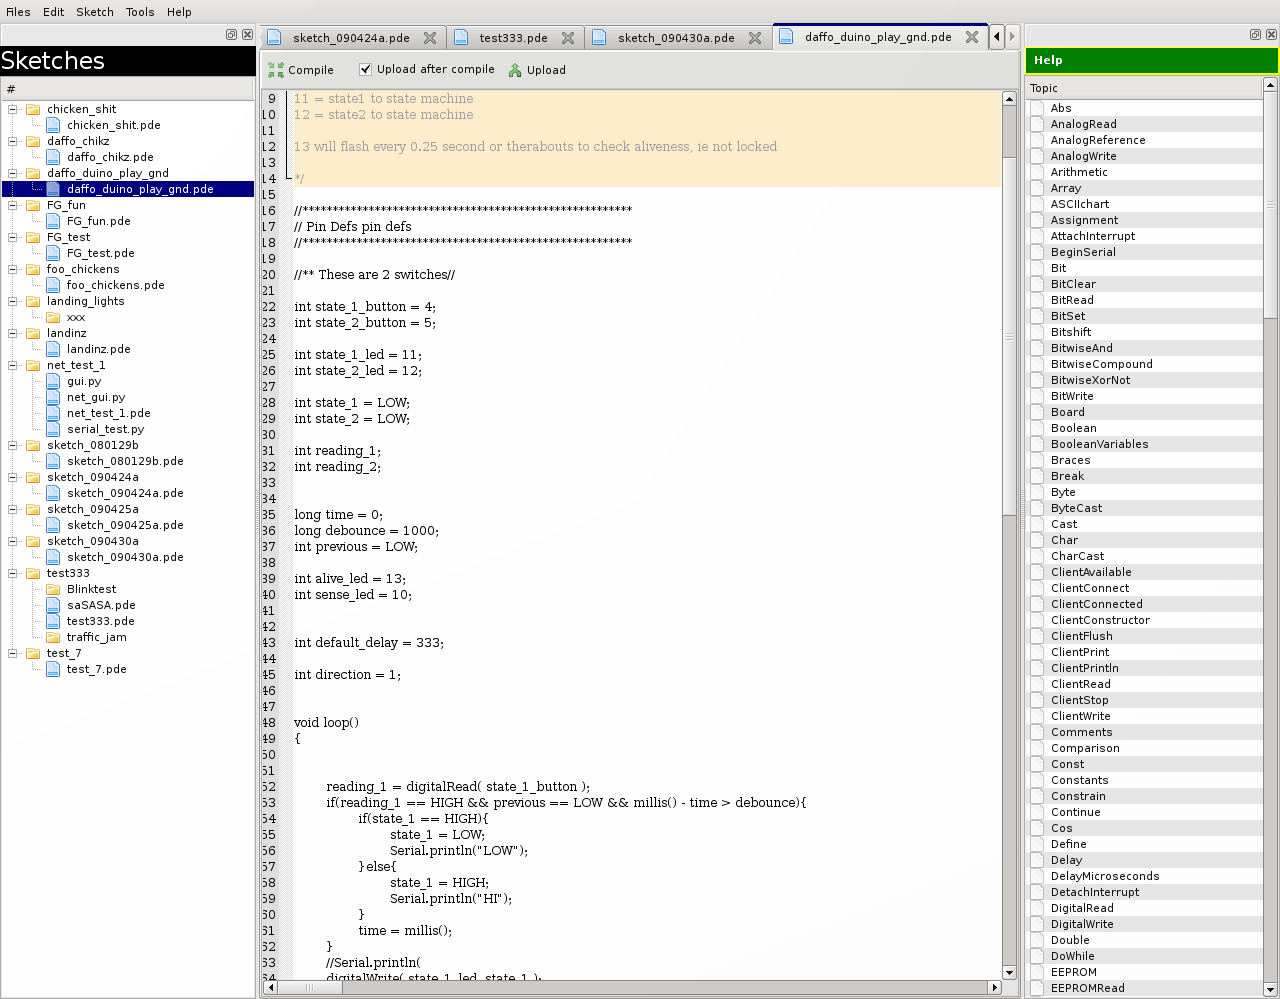 Files Edit Sketch Tools Help
Sketches
#
chicken_shit
chicken_shit.pde
daffo_chikz
daffo_chikz.pde
daffo_duino_play_gnd
daffo_duino_play_gnd.pde
FG_fun
FG_fun.pde
FG_test
FG_test.pde
foo_chickens
foo_chickens.pde
landing_lights
xxx
landinz
landinz.pde
net_test_1
gui.py
net_gui.py
net_test_1.pde
serial_test.py
sketch_080129b
sketch_080129b.pde
sketch_090424a
sketch_090424a.pde
sketch_090425a
sketch_090425a.pde
sketch_090430a
sketch_090430a.pde
test333
Blinktest
saSASA.pde
test333.pde
traffic_jam
test_7
test_7.pde
sketch_090424a.pde test333.pde sketch_090430a.pde daffo_duino_play_gnd.pde
Compile Upload after compile Upload
9 11 = state1 to state machine
10 12 = state2 to state machine
11
12 13 will flash every 0.25 second or therabouts to check aliveness, ie not locked
13
14 */
15
16 //*******************************************************
17 // Pin Defs pin defs
18 //*******************************************************
19
20 //** These are 2 switches//
21
22 int state_1_button = 4;
23 int state_2_button = 5;
24
25 int state_1_led = 11;
26 int state_2_led = 12;
27
28 int state_1 = LOW;
29 int state_2 = LOW;
30
31 int reading_1;
32 int reading_2;
33
34
35 long time = 0;
36 long debounce = 1000;
37 int previous = LOW;
38
39 int alive_led = 13;
40 int sense_led = 10;
41
42
43 int default_delay = 333;
44
45 int direction = 1;
46
47
48 void loop()
49 {
50
51
52 reading_1 = digitalRead( state_1_button );
53 if(reading_1 == HIGH && previous == LOW && millis() - time > debounce){
54 if(state_1 == HIGH){
55 state_1 = LOW;
56 Serial.println("LOW");
57 }else{
58 state_1 = HIGH;
59 Serial.println("HI");
60 }
61 time = millis();
62 }
63 //Serial.println(
64 digitalWrite( state_1_led, state_1 );
Help
Topic
Abs
AnalogRead
AnalogReference
AnalogWrite
Arithmetic
Array
ASCIIchart
Assignment
AttachInterrupt
BeginSerial
Bit
BitClear
BitRead
BitSet
Bitshift
BitwiseAnd
BitwiseCompound
BitwiseXorNot
BitWrite
Board
Boolean
BooleanVariables
Braces
Break
Byte
ByteCast
Cast
Char
CharCast
ClientAvailable
ClientConnect
ClientConnected
ClientConstructor
ClientFlush
ClientPrint
ClientPrintln
ClientRead
ClientStop
ClientWrite
Comments
Comparison
Const
Constants
Constrain
Continue
Cos
Define
Delay
DelayMicroseconds
DetachInterrupt
DigitalRead
DigitalWrite
Double
DoWhile
EEPROM
EEPROMRead